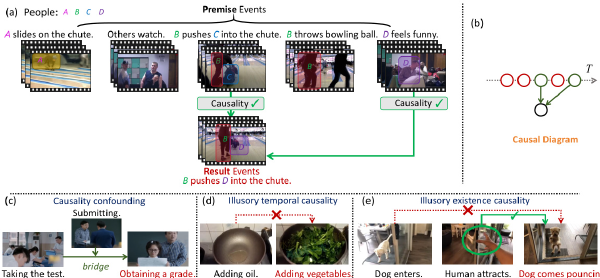 (a) People: A B C D
Premise Events
A slides on the chute. Others watch. B pushes C into the chute. B throws bowling ball. D feels funny.
B C B D
Causality ✓ Causality ✓
B D
Result Events
B pushes D into the chute.
(b)
T
Causal Diagram
(c) Causality confounding
Submitting.
bridge
Taking the test. Obtaining a grade.
(d) Illusory temporal causality
Adding oil. Adding vegetables.
(e) Illusory existence causality
Dog enters. Human attracts. Dog comes pouncin